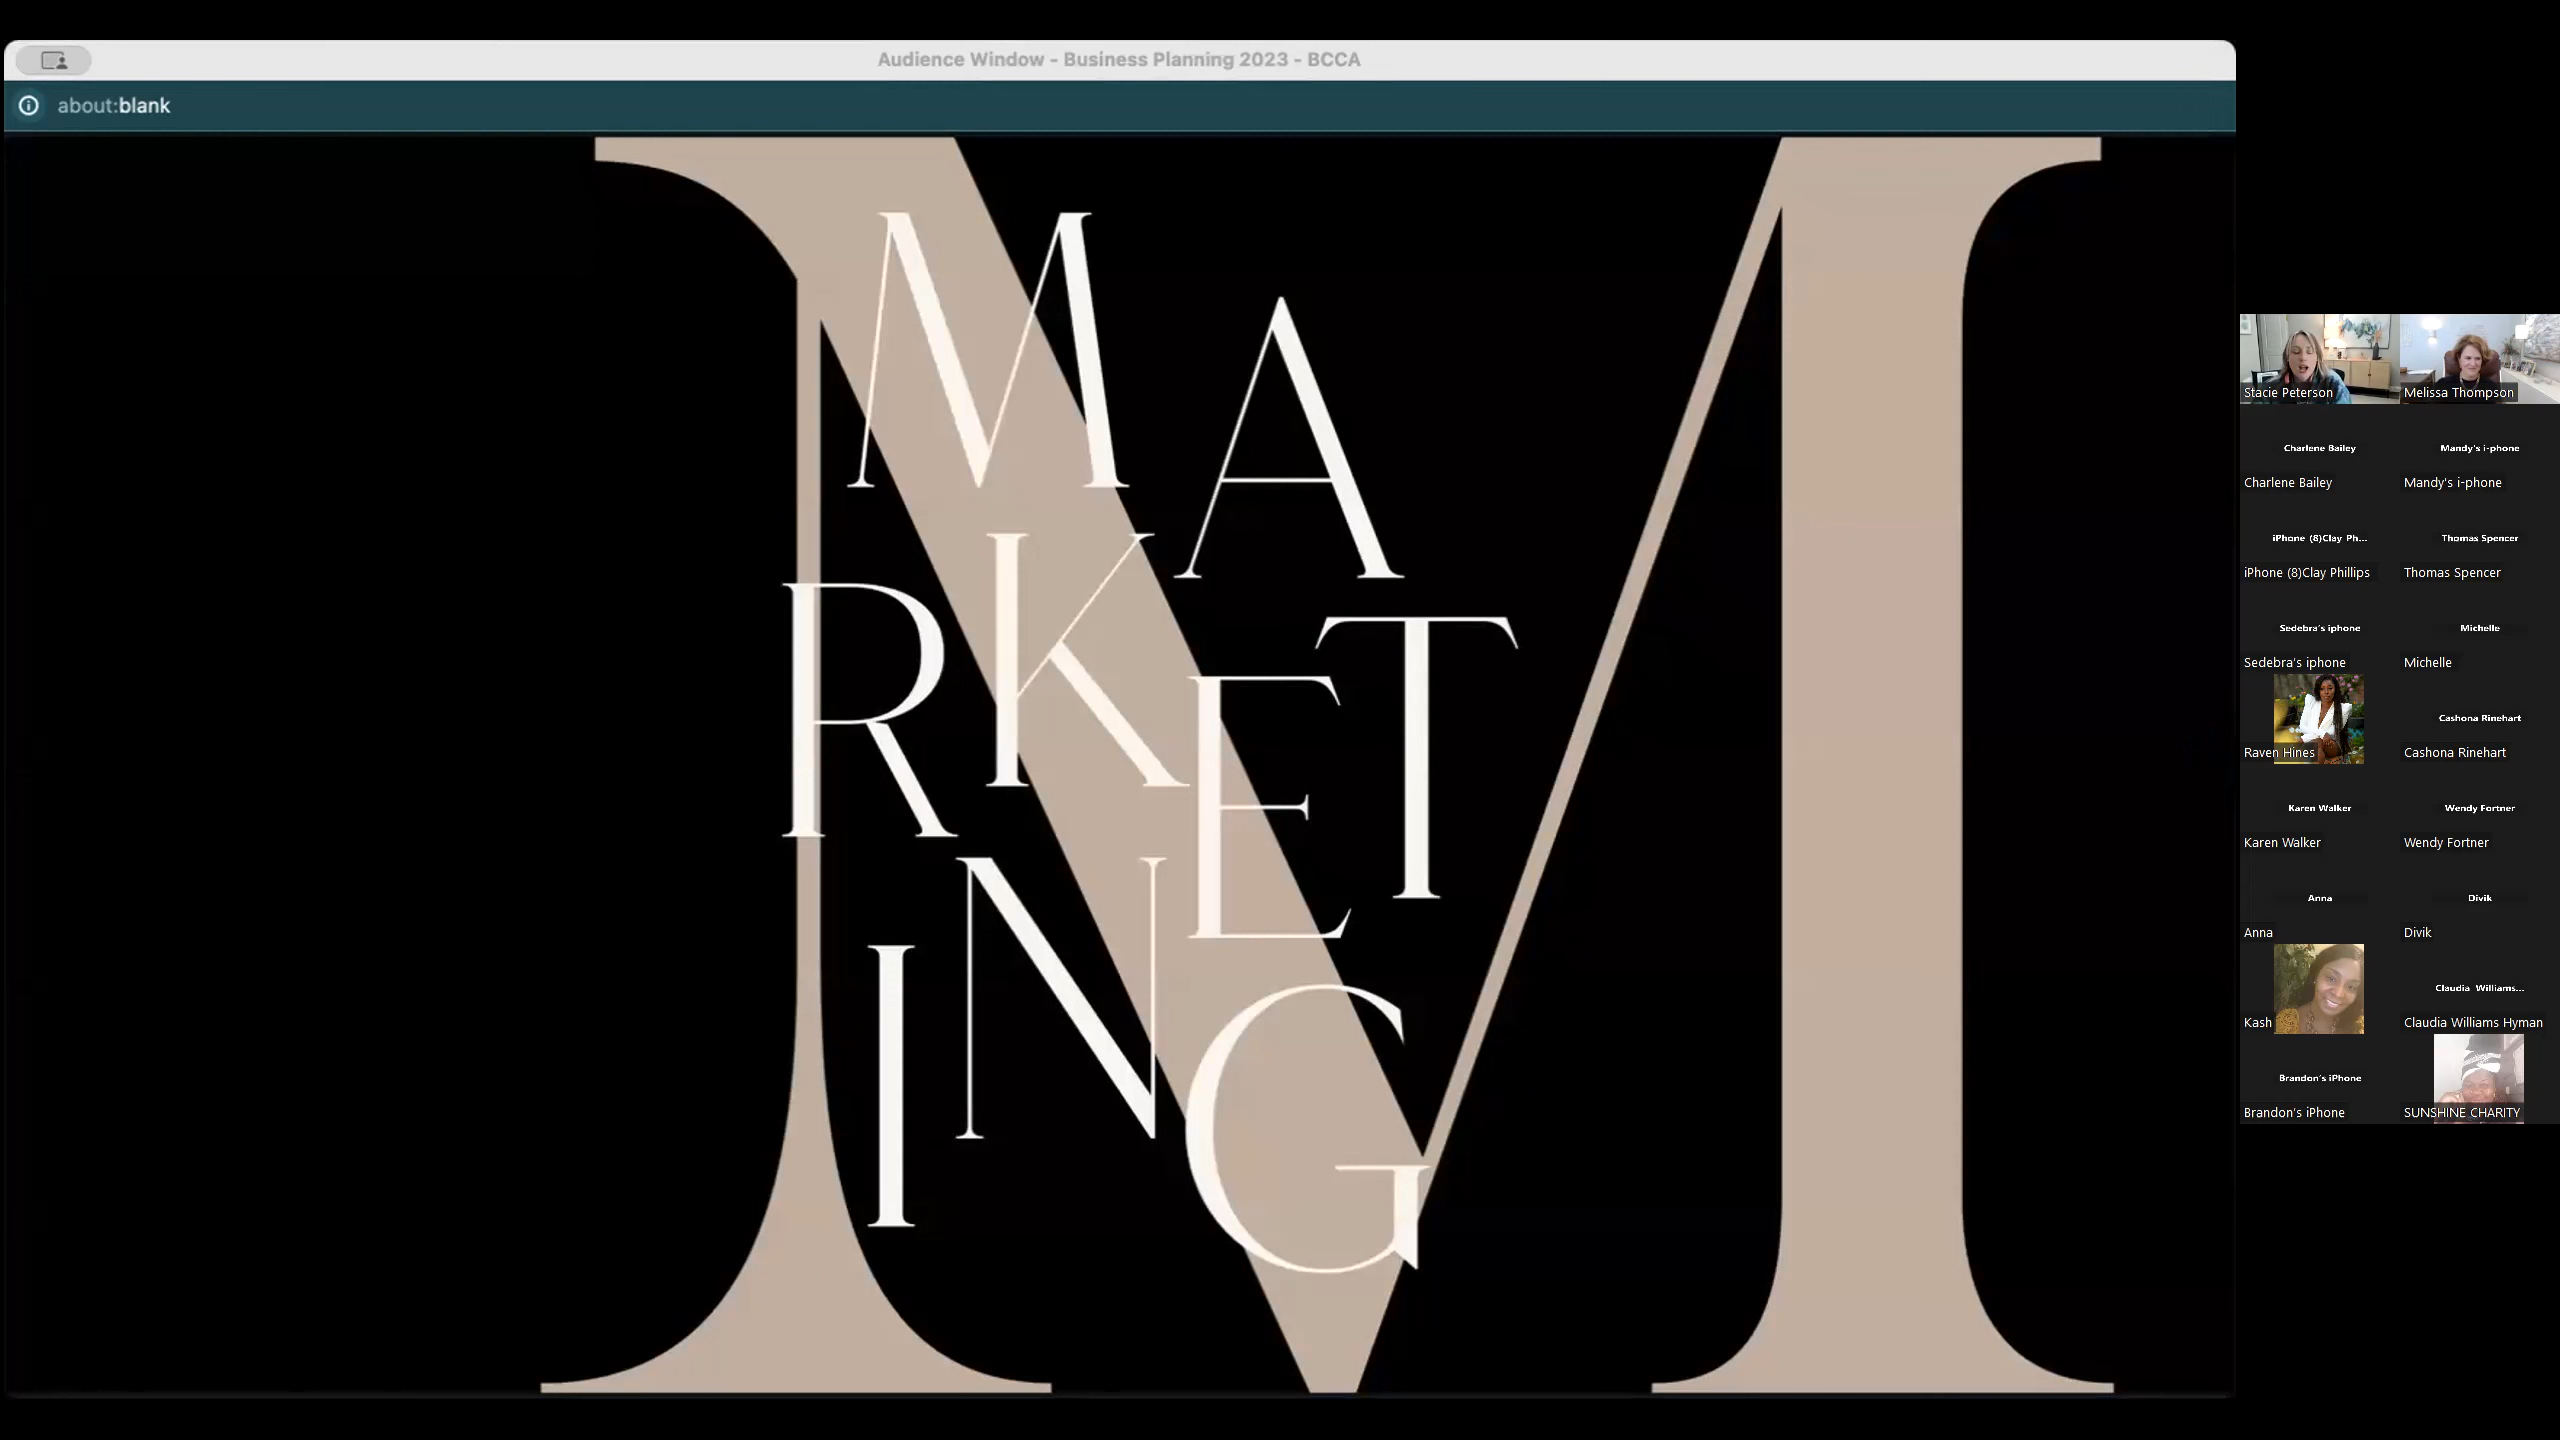 Audience Window - Business Planning 2023 - BCCA
about:blank
M
MA
RKET
ING
Stacie Peterson
Melissa Thompson
Charlene Bailey
Mandy's i-phone
Charlene Bailey
Mandy's i-phone
iPhone (8)Clay Ph...
Thomas Spencer
iPhone (8)Clay Phillips
Thomas Spencer
Sedebra's iphone
Michelle
Sedebra's iphone
Michelle
Cashona Rinehart
Raven Hines
Cashona Rinehart
Karen Walker
Wendy Fortner
Karen Walker
Wendy Fortner
Anna
Divik
Anna
Divik
Claudia Williams...
Kash
Claudia Williams Hyman
Brandon's iPhone
Brandon's iPhone
SUNSHINE CHARITY